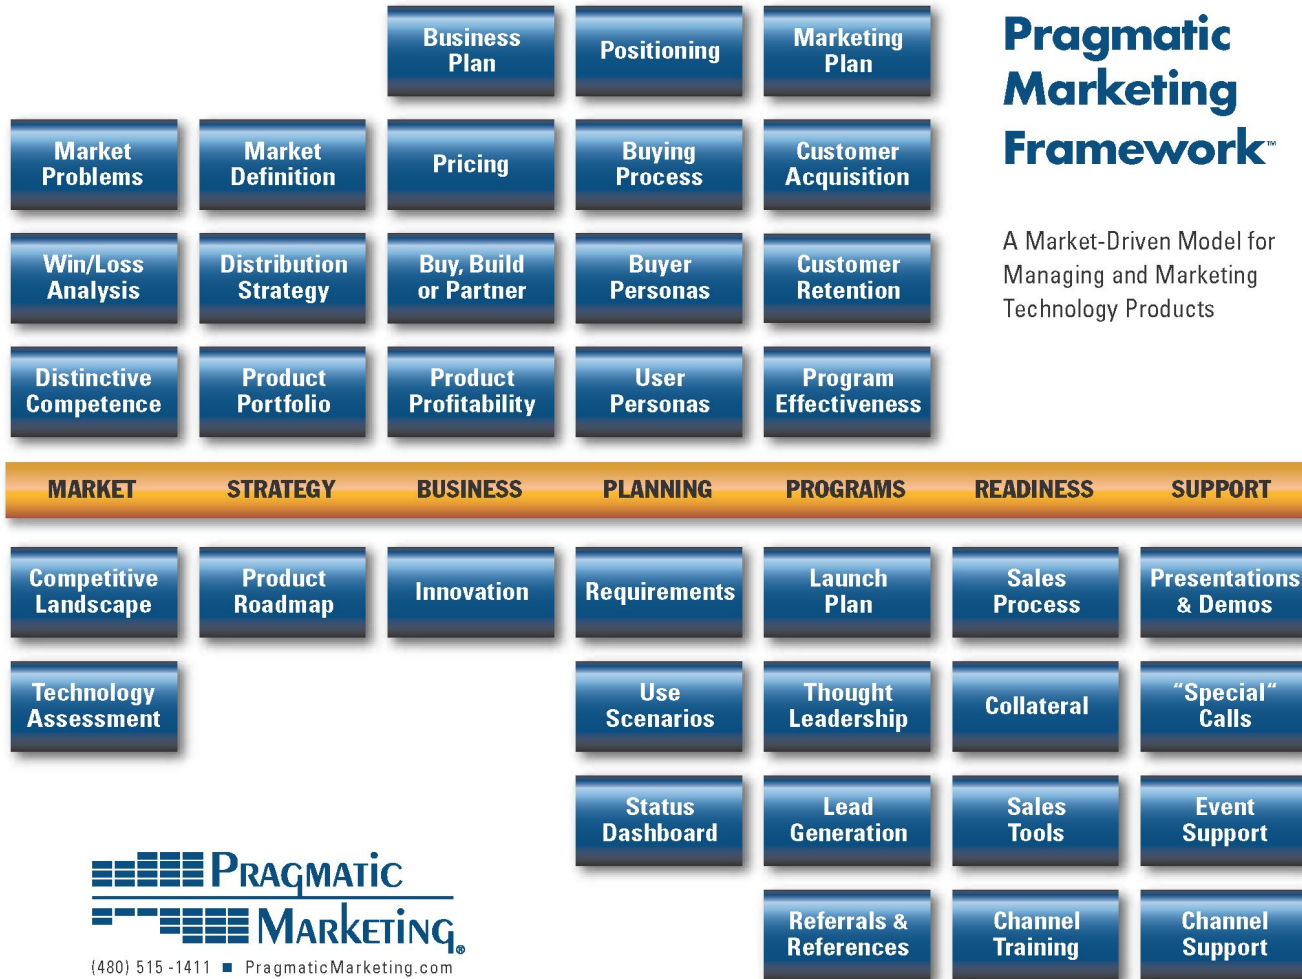 Business
Plan
Positioning
Marketing
Plan
Pragmatic
Marketing
Framework™
Market
Problems
Market
Definition
Pricing
Buying
Process
Customer
Acquisition
A Market-Driven Model for
Managing and Marketing
Technology Products
Win/Loss
Analysis
Distribution
Strategy
Buy, Build
or Partner
Buyer
Personas
Customer
Retention
Distinctive
Competence
Product
Portfolio
Product
Profitability
User
Personas
Program
Effectiveness
MARKET
STRATEGY
BUSINESS
PLANNING
PROGRAMS
READINESS
SUPPORT
Competitive
Landscape
Product
Roadmap
Innovation
Requirements
Launch
Plan
Sales
Process
Presentations
& Demos
Technology
Assessment
Use
Scenarios
Thought
Leadership
Collateral
“Special“
Calls
Status
Dashboard
Lead
Generation
Sales
Tools
Event
Support
Referrals &
References
Channel
Training
Channel
Support
PRAGMATIC
MARKETING®
(480) 515-1411 ■ PragmaticMarketing.com